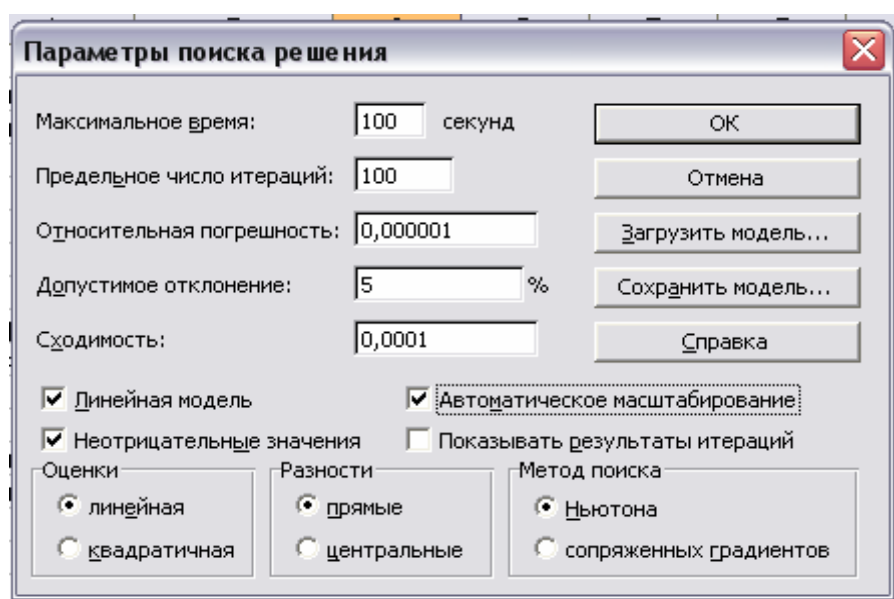 Параметры поиска решения
Максимальное время: 100 секунд ОК
Предельное число итераций: 100 Отмена
Относительная погрешность: 0,000001 Загрузить модель...
Допустимое отклонение: 5 % Сохранить модель...
Сходимость: 0,0001 Справка
Линейная модель Автоматическое масштабирование
Неотрицательные значения Показывать результаты итераций
Оценки Разности Метод поиска
линейная прямые Ньютона
квадратичная центральные сопряженных градиентов